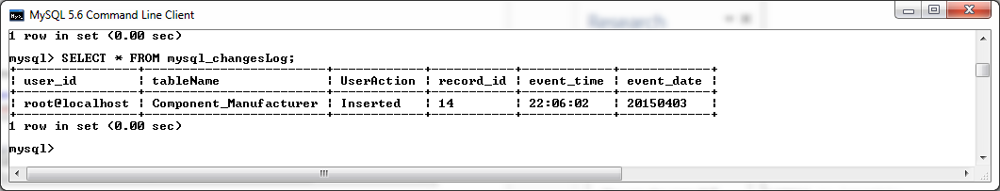 MySQL 5.6 Command Line Client
Research
1 row in set (0.00 sec)
mysql> SELECT * FROM mysql_changesLog;
user_id | tableName | UserAction | record_id | event_time | event_date
root@localhost | Component_Manufacturer | Inserted | 14 | 22:06:02 | 20150403
1 row in set (0.00 sec)
mysql>